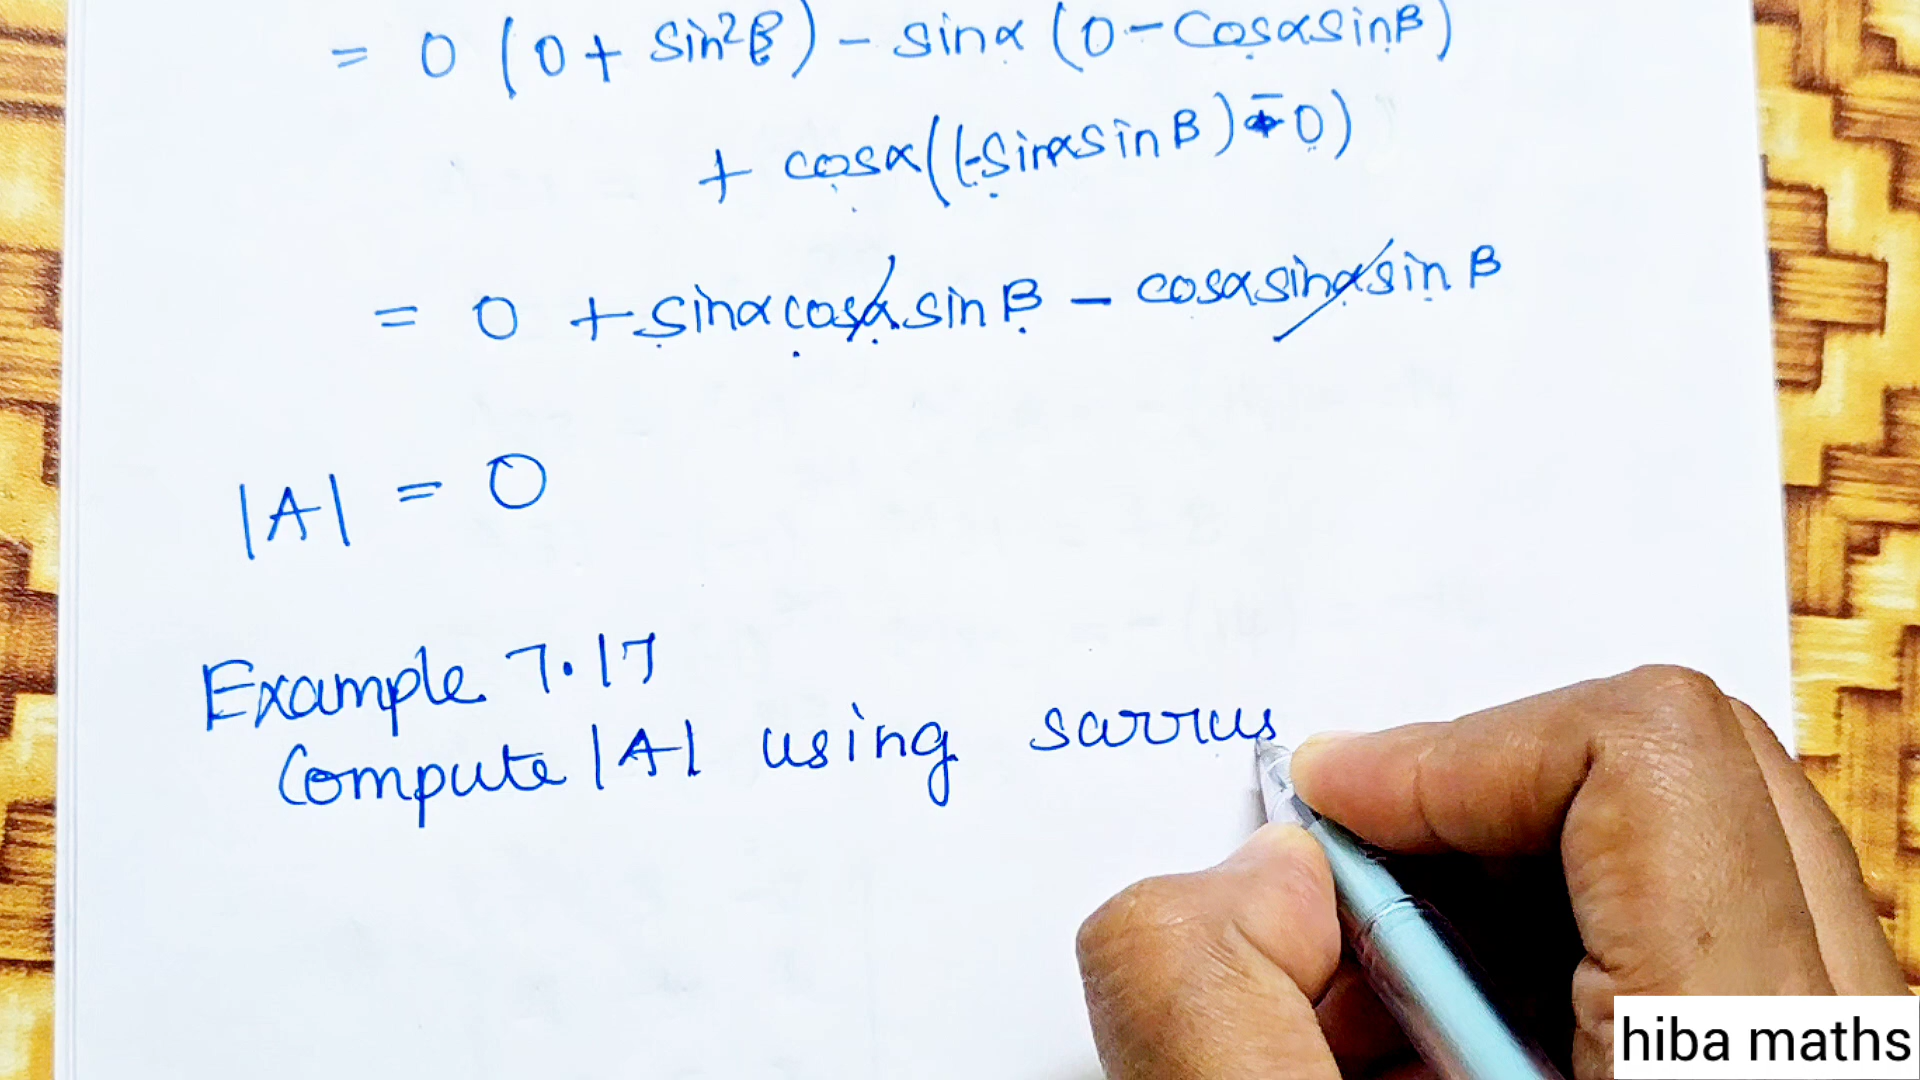 = 0 (0 + sin²β) - sinα (0 - cosα sinβ)
+ cosα((-sinα sinβ) - 0)
= 0 + sinα cosα sinβ - cosα sinα sinβ
|A| = 0
Example 7.17
Compute |A| using sarrus
hiba maths